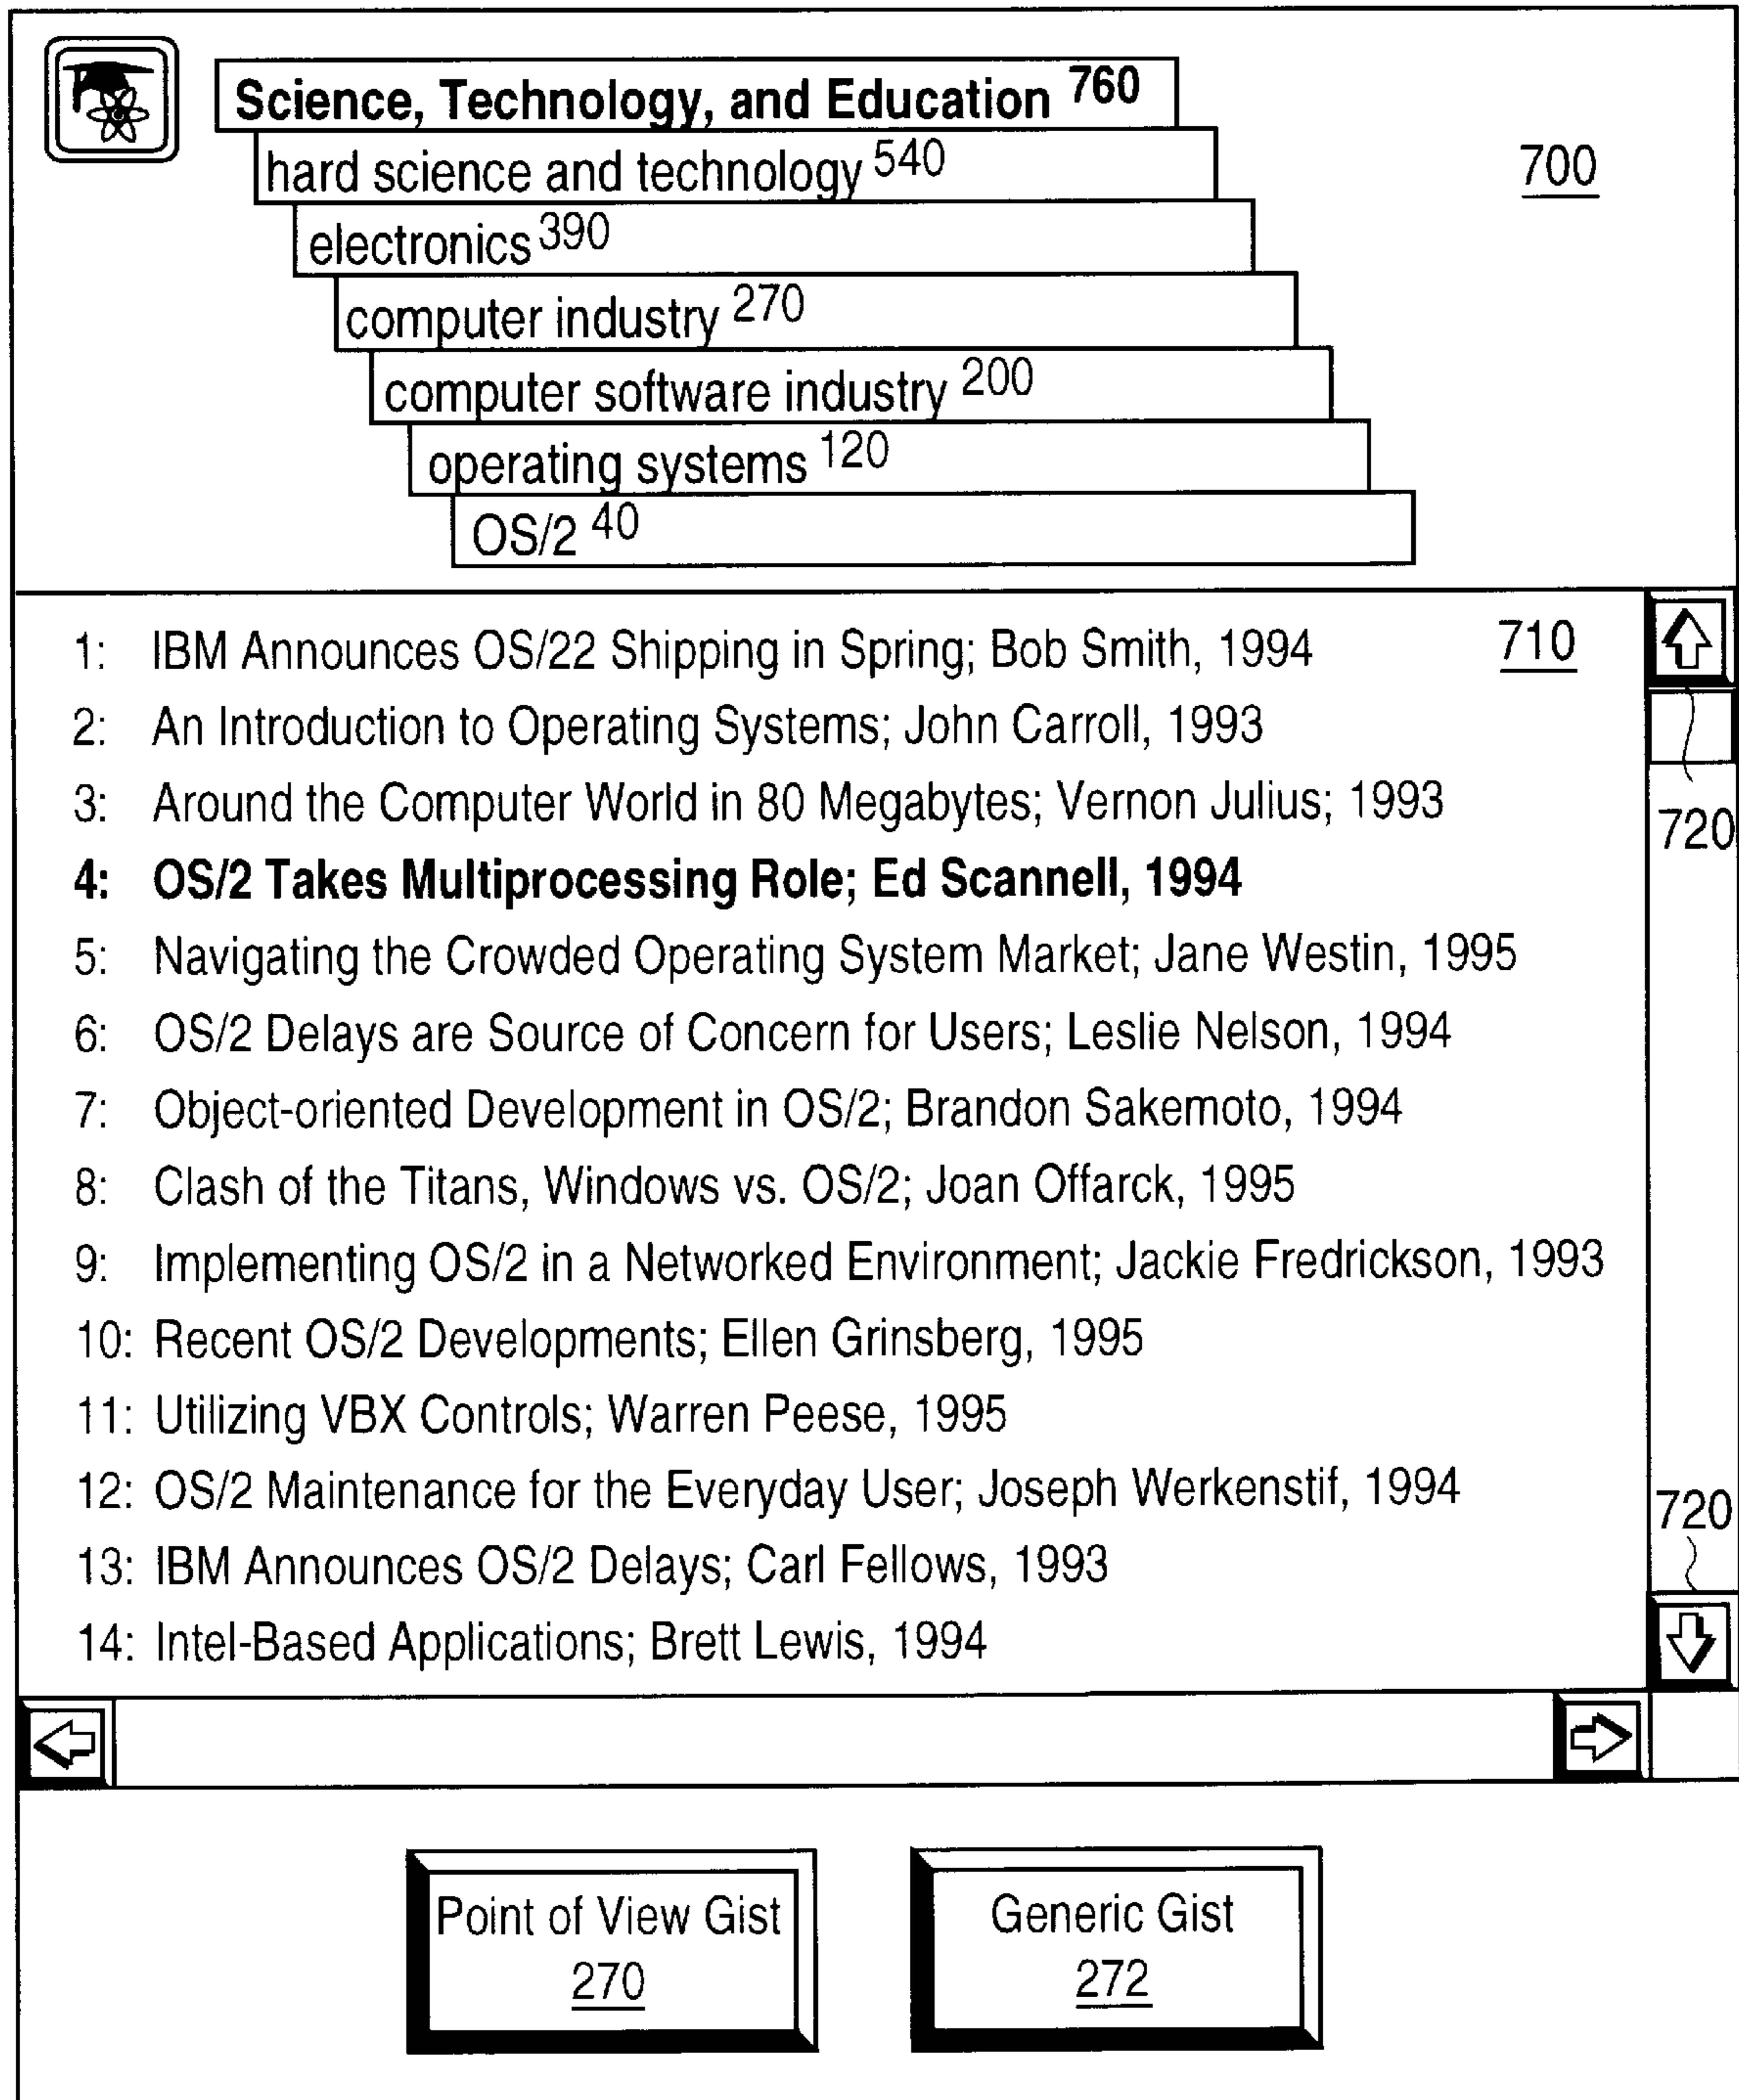 Science, Technology, and Education 760
hard science and technology 540
700
electronics 390
computer industry 270
computer software industry 200
operating systems 120
OS/2 40
1: IBM Announces OS/22 Shipping in Spring; Bob Smith, 1994
710
2: An Introduction to Operating Systems; John Carroll, 1993
3: Around the Computer World in 80 Megabytes; Vernon Julius; 1993
720
4: OS/2 Takes Multiprocessing Role; Ed Scannell, 1994
5: Navigating the Crowded Operating System Market; Jane Westin, 1995
6: OS/2 Delays are Source of Concern for Users; Leslie Nelson, 1994
7: Object-oriented Development in OS/2; Brandon Sakemoto, 1994
8: Clash of the Titans, Windows vs. OS/2; Joan Offarck, 1995
9: Implementing OS/2 in a Networked Environment; Jackie Fredrickson, 1993
10: Recent OS/2 Developments; Ellen Grinsberg, 1995
11: Utilizing VBX Controls; Warren Peese, 1995
12: OS/2 Maintenance for the Everyday User; Joseph Werkenstif, 1994
720
13: IBM Announces OS/2 Delays; Carl Fellows, 1993
14: Intel-Based Applications; Brett Lewis, 1994
Point of View Gist
270
Generic Gist
272